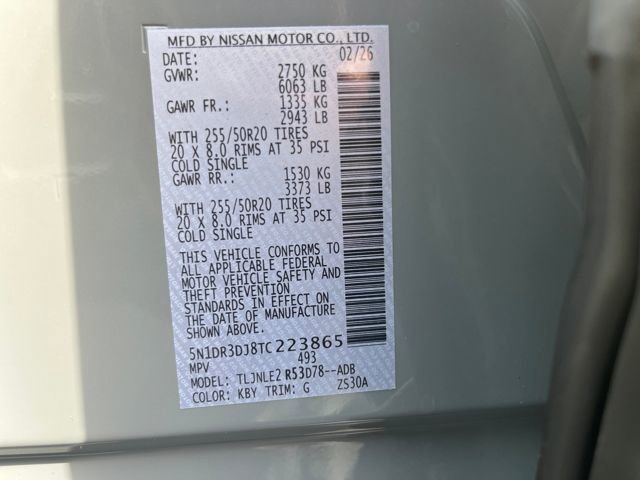 MFD BY NISSAN MOTOR CO., LTD.
DATE: 02/26
GVWR: 2750 KG
6063 LB
GAWR FR.: 1335 KG
2943 LB
WITH 255/50R20 TIRES
20 X 8.0 RIMS AT 35 PSI
COLD SINGLE
GAWR RR.: 1530 KG
3373 LB
WITH 255/50R20 TIRES
20 X 8.0 RIMS AT 35 PSI
COLD SINGLE
THIS VEHICLE CONFORMS TO
ALL APPLICABLE FEDERAL
MOTOR VEHICLE SAFETY AND
THEFT PREVENTION
STANDARDS IN EFFECT ON
THE DATE OF MANUFACTURE
SHOWN ABOVE.
5N1DR3DJ8TC223865
MPV 493
MODEL: TLJNLE2 R53D78--ADB
COLOR: KBY TRIM: G ZS30A